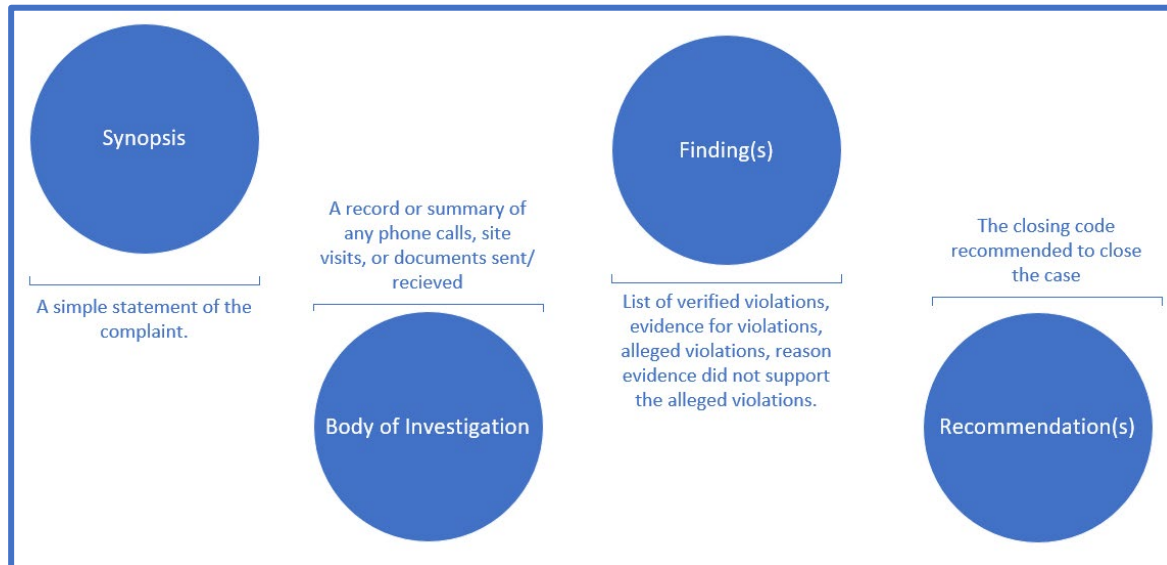 Synopsis
A simple statement of the
complaint.
A record or summary of
any phone calls, site
visits, or documents sent/
recieved
Body of Investigation
Finding(s)
List of verified violations,
evidence for violations,
alleged violations, reason
evidence did not support
the alleged violations.
The closing code
recommended to close
the case
Recommendation(s)